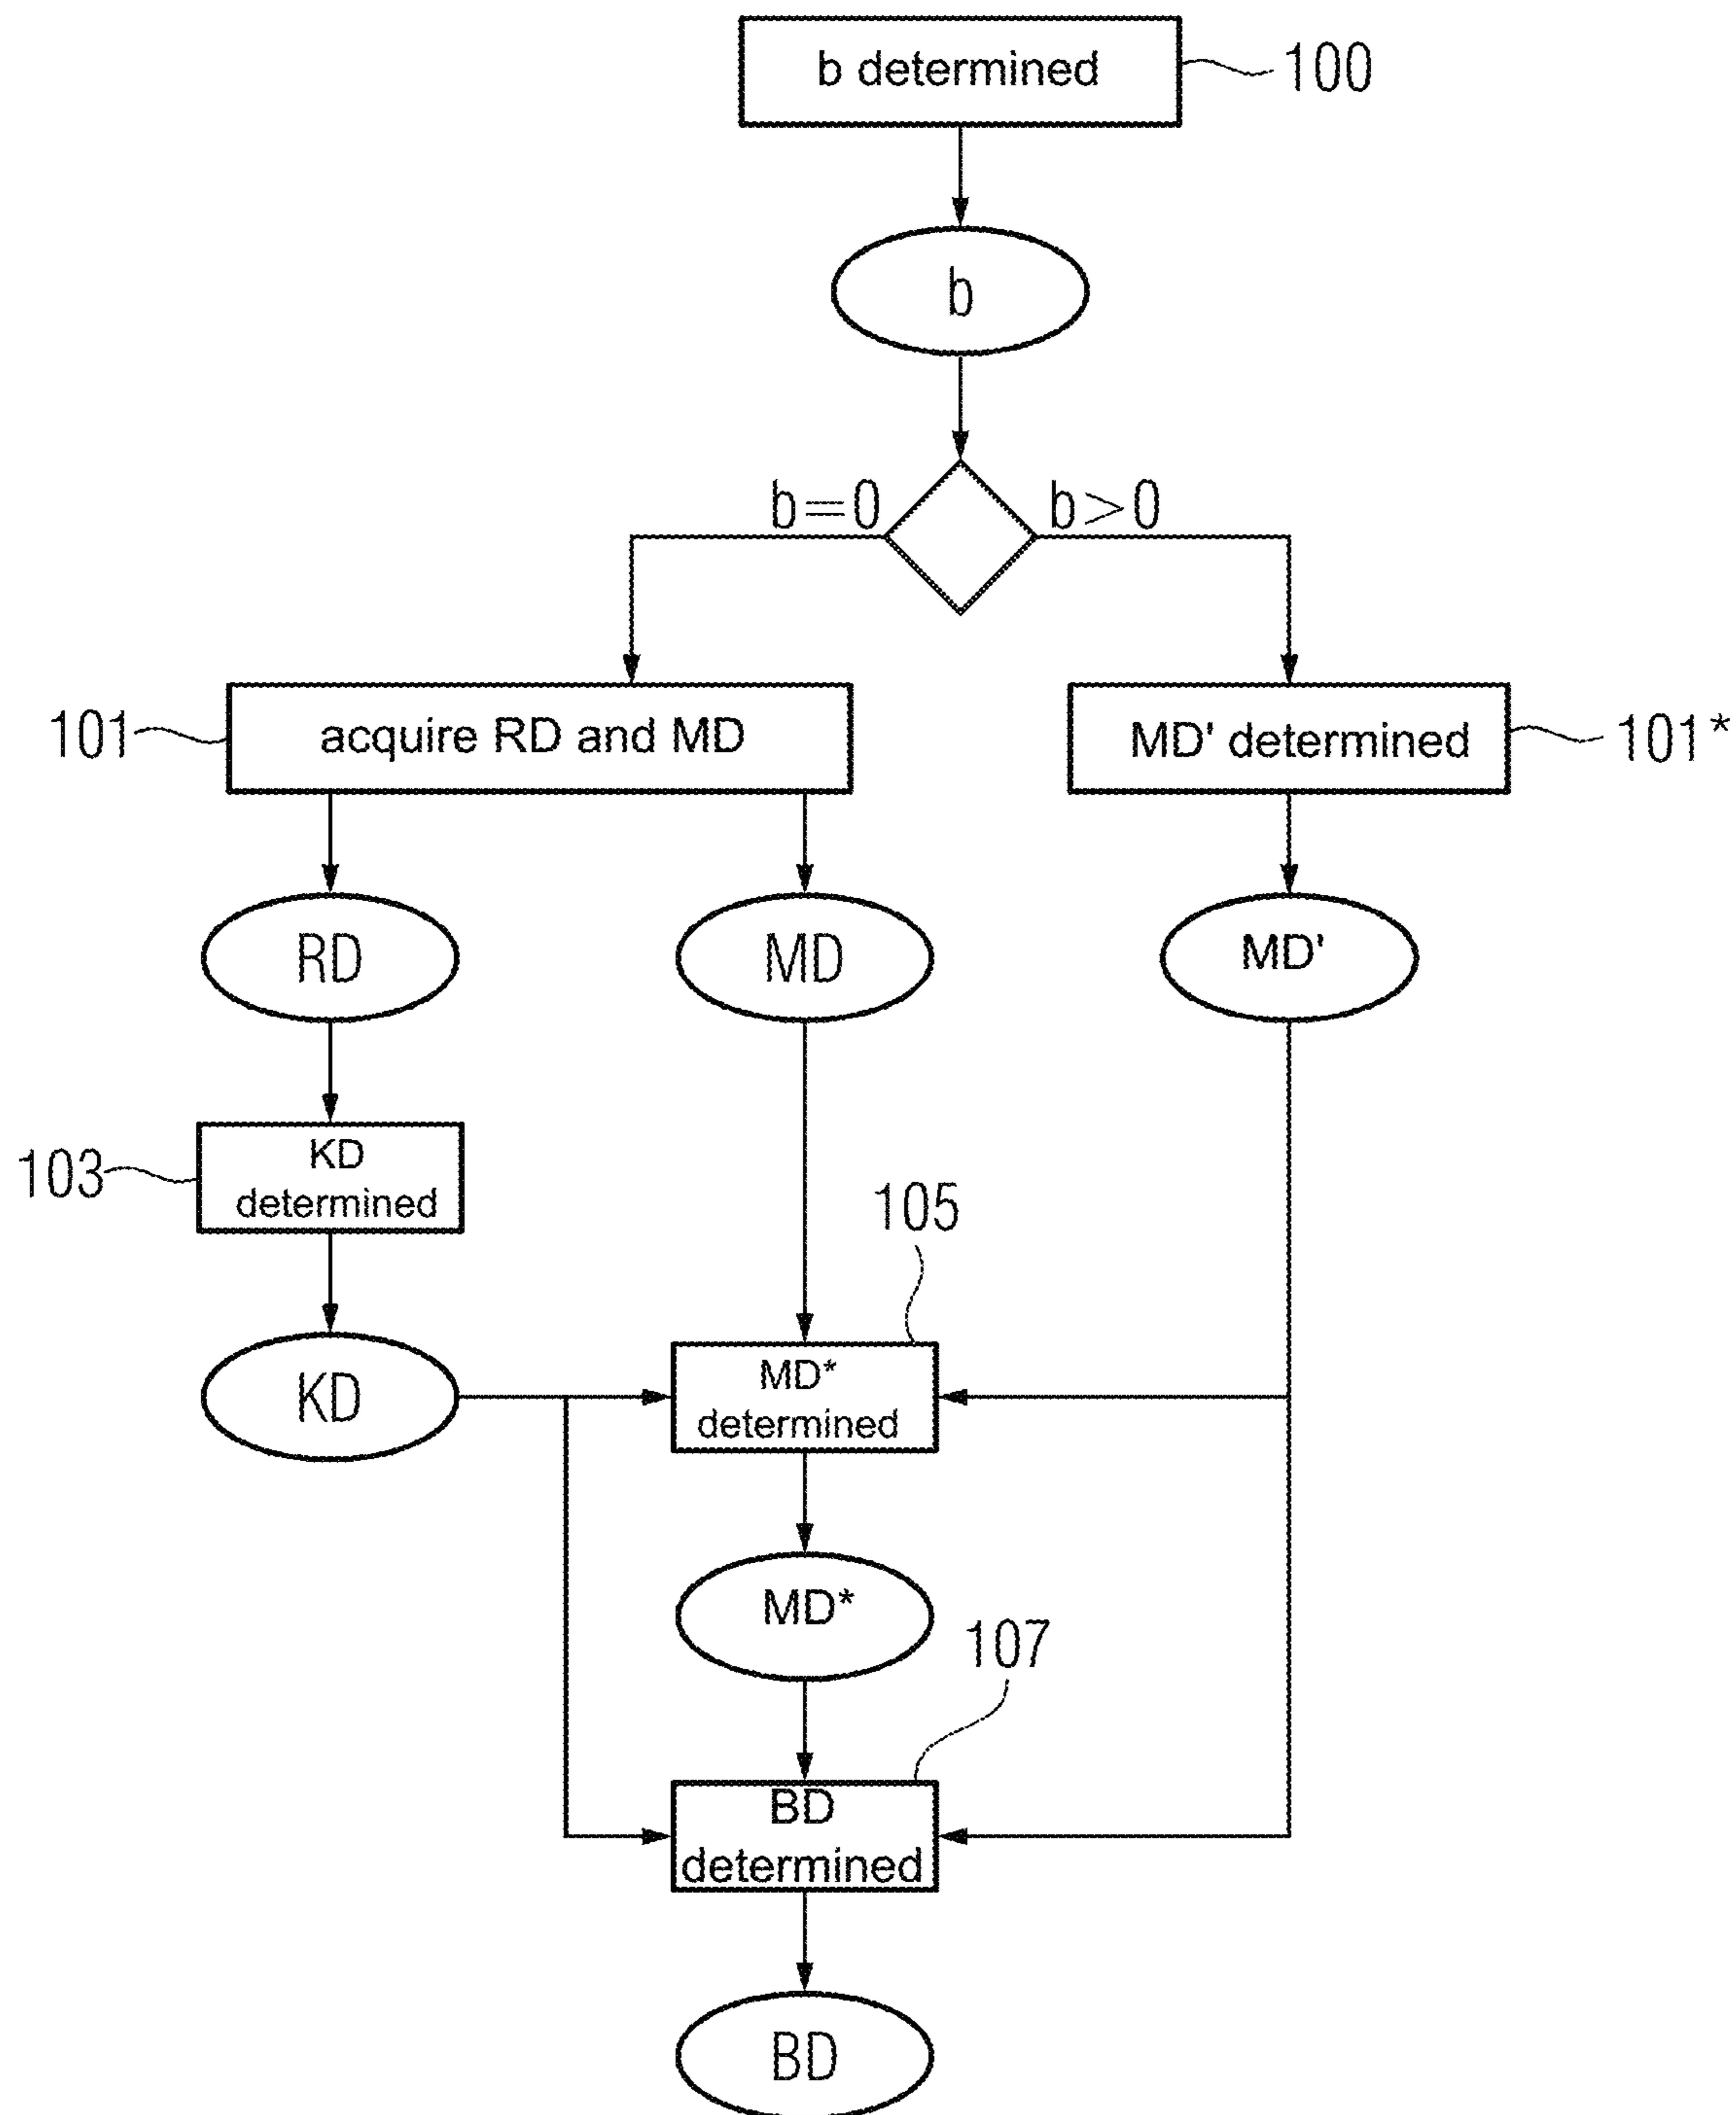 b determined
100
b
b=0
b>0
101
acquire RD and MD
MD' determined
101*
RD
MD
MD'
103
KD
determined
105
KD
MD*
determined
MD*
107
BD
determined
BD